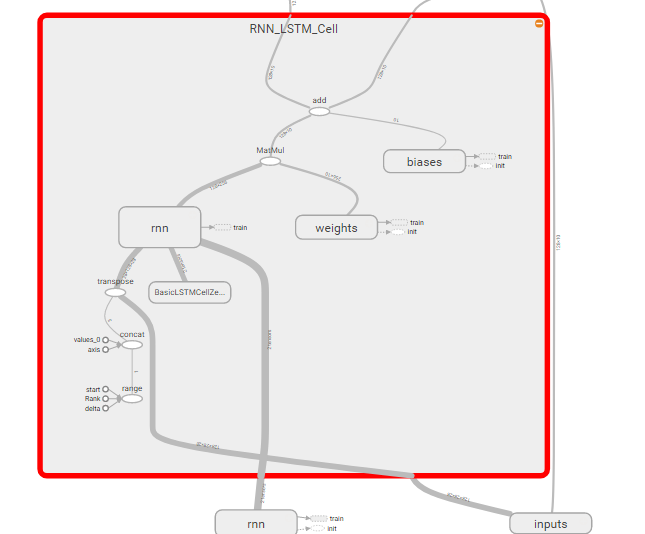 RNN_LSTM_Cell
add
MatMul
biases
train
init
rnn
train
weights
train
init
transpose
BasicLSTMCellZe...
concat
values_0
axis
range
start
Rank
delta
rnn
train
init
inputs